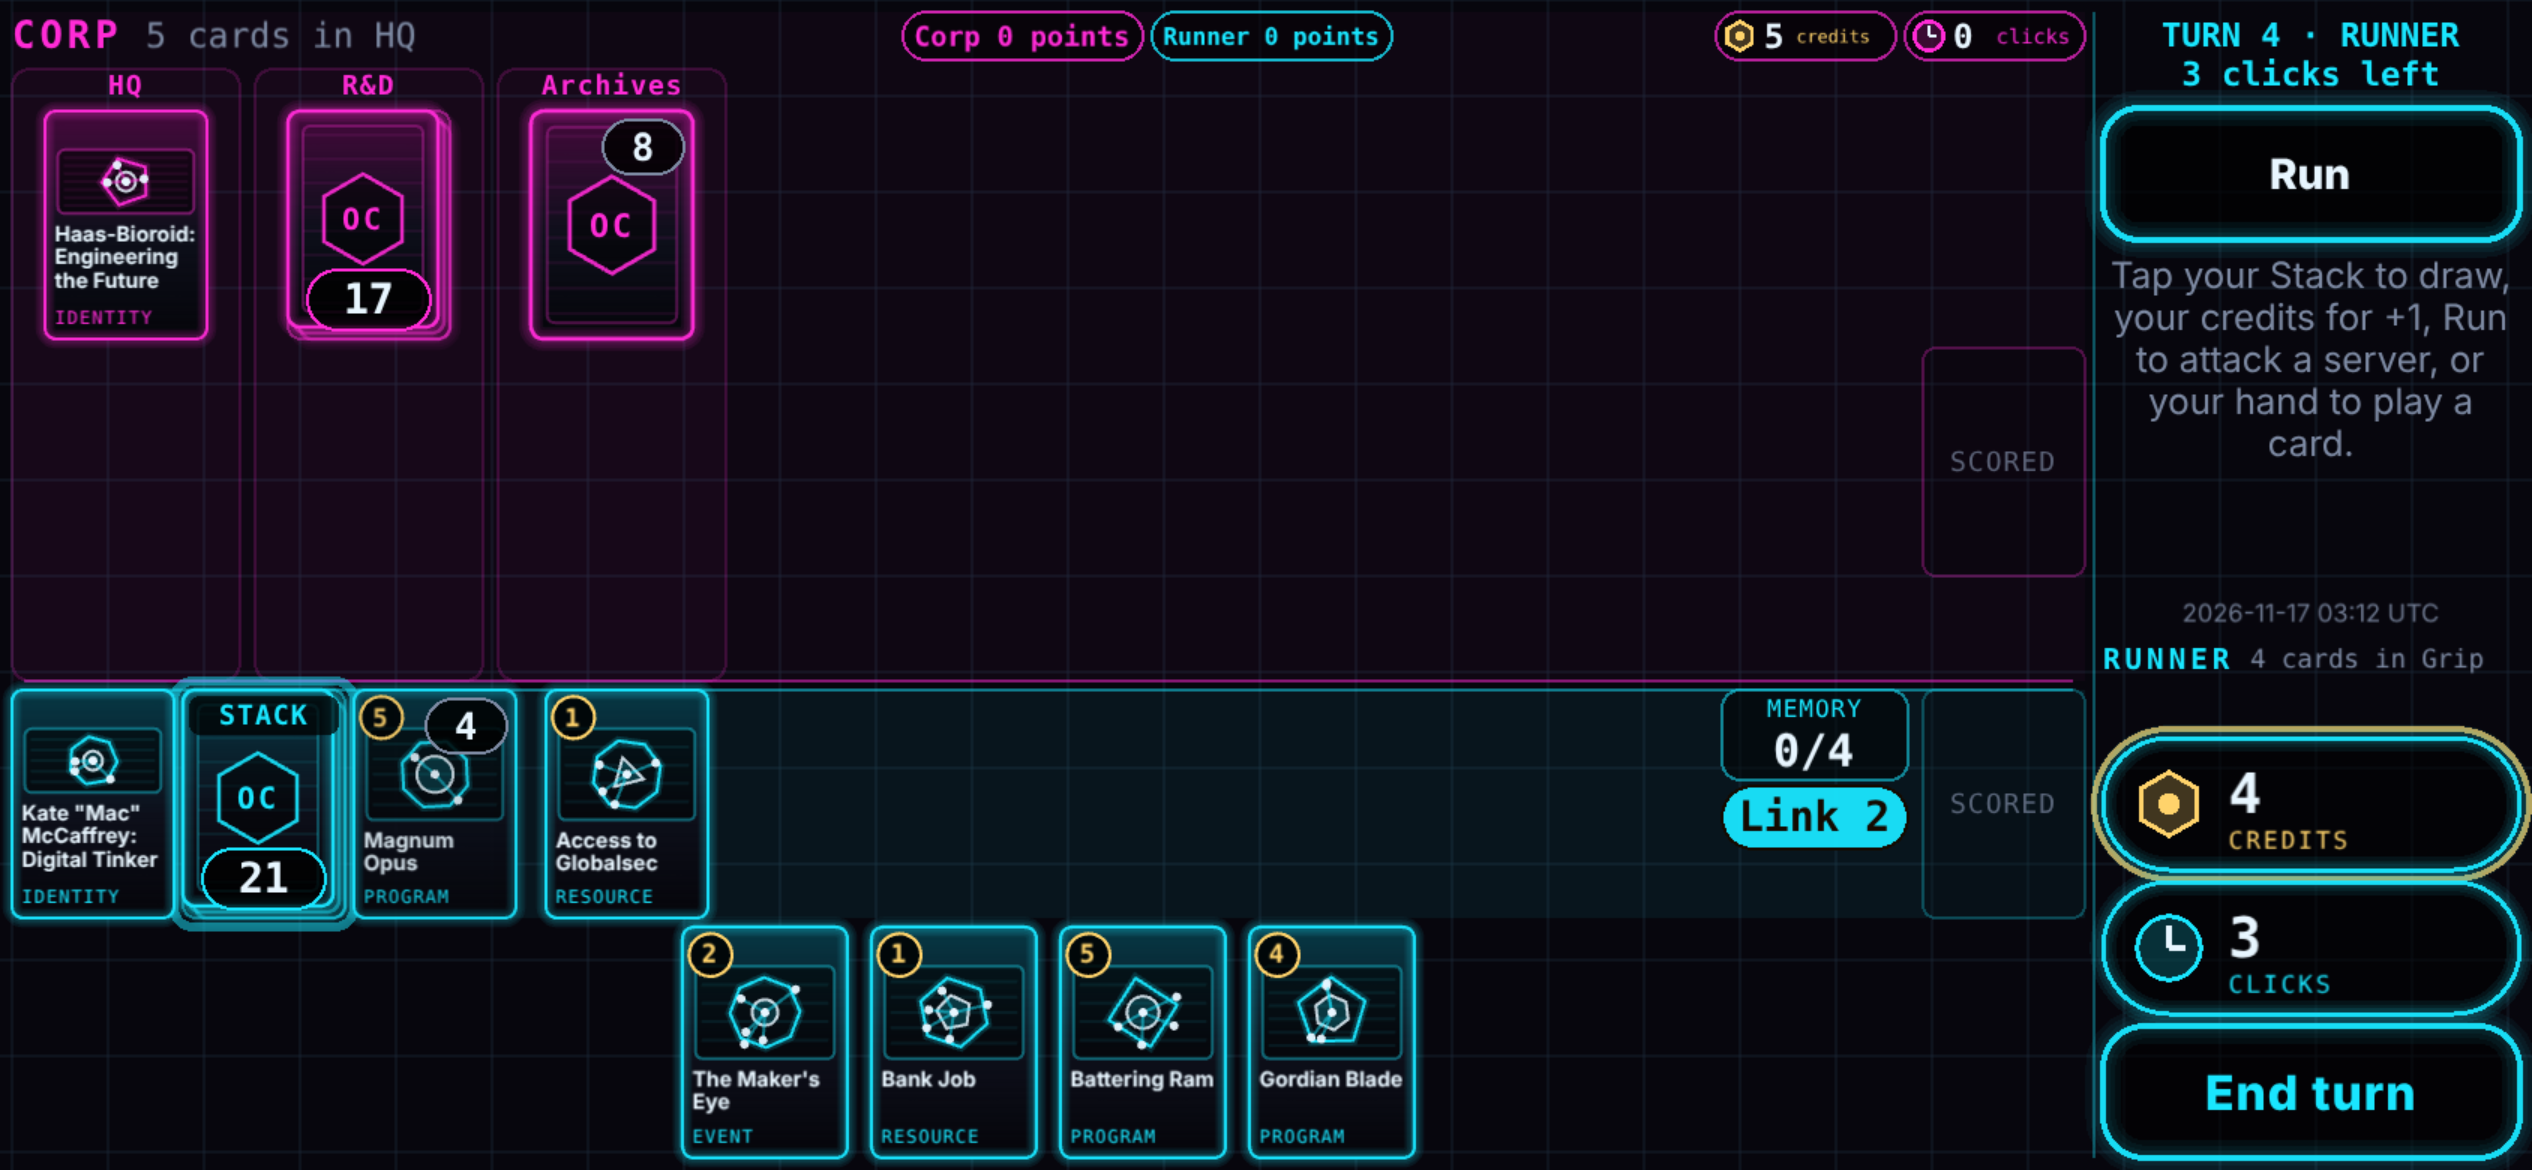 CORP 5 cards in HQ
Corp 0 points
Runner 0 points
5 credits
0 clicks
HQ
R&D
Archives
Haas-Bioroid:
Engineering
the Future
IDENTITY
OC
17
8
OC
SCORED
TURN 4 · RUNNER
3 clicks left
Run
Tap your Stack to draw,
your credits for +1, Run
to attack a server, or
your hand to play a
card.
2026-11-17 03:12 UTC
RUNNER 4 cards in Grip
Kate "Mac"
McCaffrey:
Digital Tinker
IDENTITY
STACK
OC
21
5
4
Magnum
Opus
PROGRAM
1
Access to
Globalsec
RESOURCE
MEMORY
0/4
Link 2
SCORED
4
CREDITS
3
CLICKS
End turn
2
The Maker's
Eye
EVENT
1
Bank Job
RESOURCE
5
Battering Ram
PROGRAM
4
Gordian Blade
PROGRAM